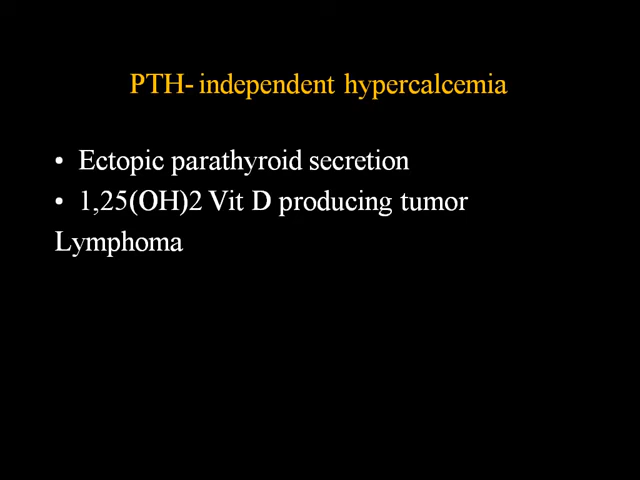 PTH- independent hypercalcemia
• Ectopic parathyroid secretion
• 1,25(OH)2 Vit D producing tumor
Lymphoma